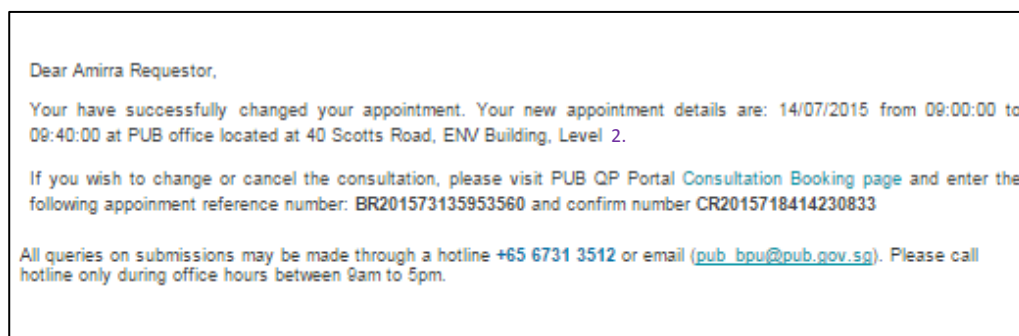 Dear Amirra Requestor,
Your have successfully changed your appointment. Your new appointment details are: 14/07/2015 from 09:00:00 to
09:40:00 at PUB office located at 40 Scotts Road, ENV Building, Level 2.
If you wish to change or cancel the consultation, please visit PUB QP Portal Consultation Booking page and enter the
following appoinment reference number: BR201573135953560 and confirm number CR2015718414230833
All queries on submissions may be made through a hotline +65 6731 3512 or email (pub_bpu@pub.gov.sg). Please call
hotline only during office hours between 9am to 5pm.